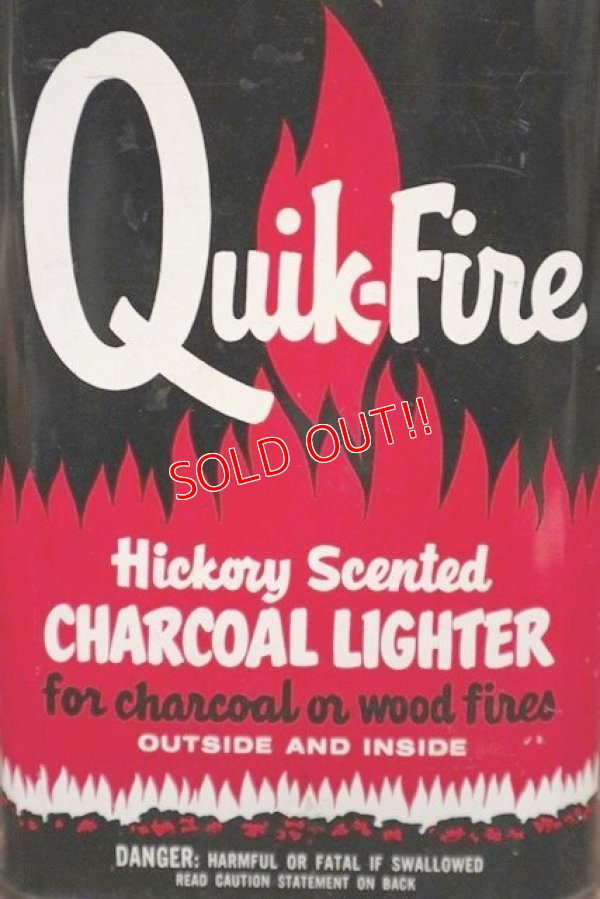 Quik-Fire
SOLD OUT!!
Hickory Scented
CHARCOAL LIGHTER
for charcoal or wood fires
OUTSIDE AND INSIDE
DANGER: HARMFUL OR FATAL IF SWALLOWED
READ CAUTION STATEMENT ON BACK